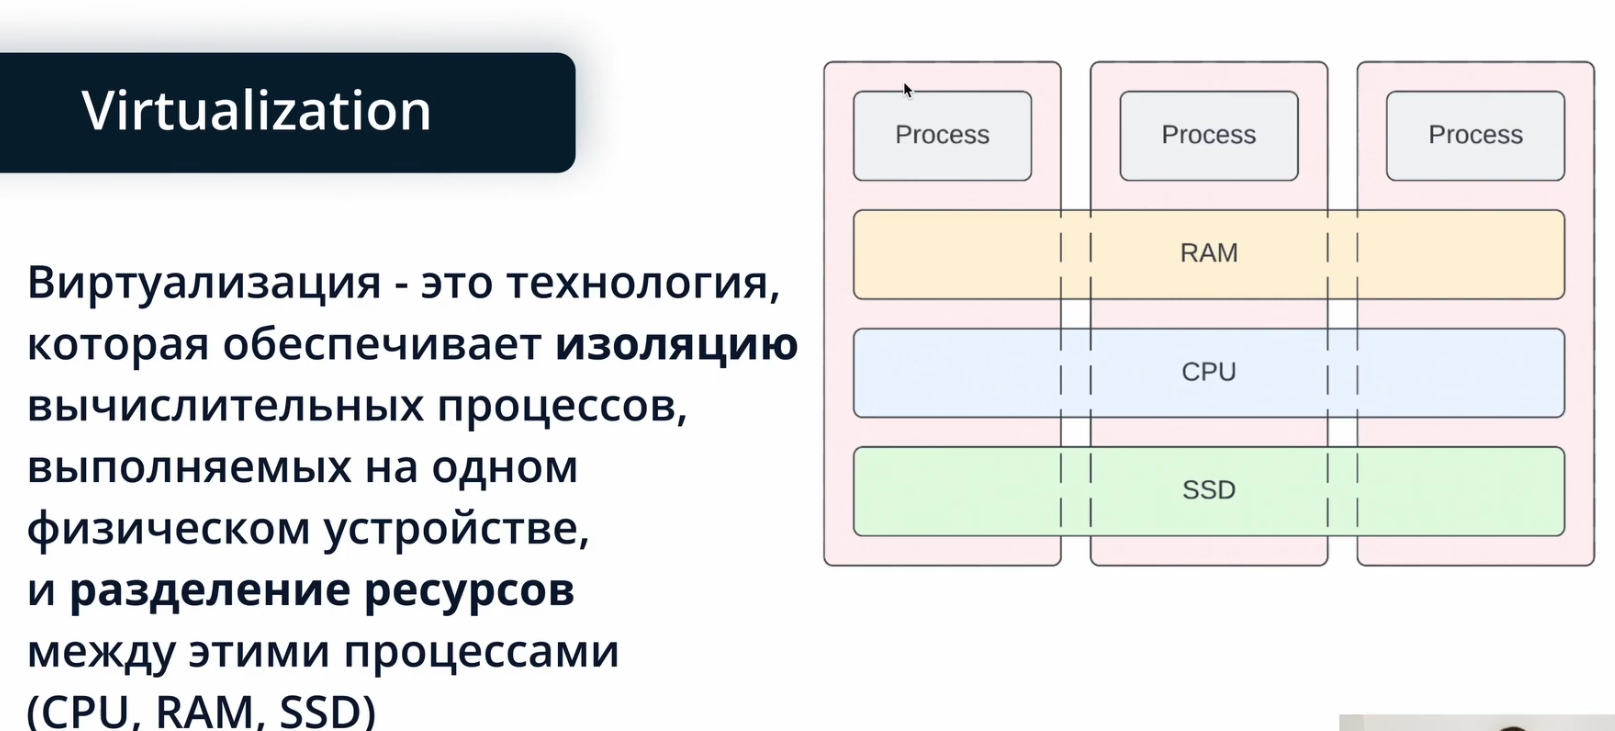 Virtualization
Виртуализация - это технология,
которая обеспечивает изоляцию
вычислительных процессов,
выполняемых на одном
физическом устройстве,
и разделение ресурсов
между этими процессами
(CPU, RAM, SSD)
Process
Process
Process
RAM
CPU
SSD